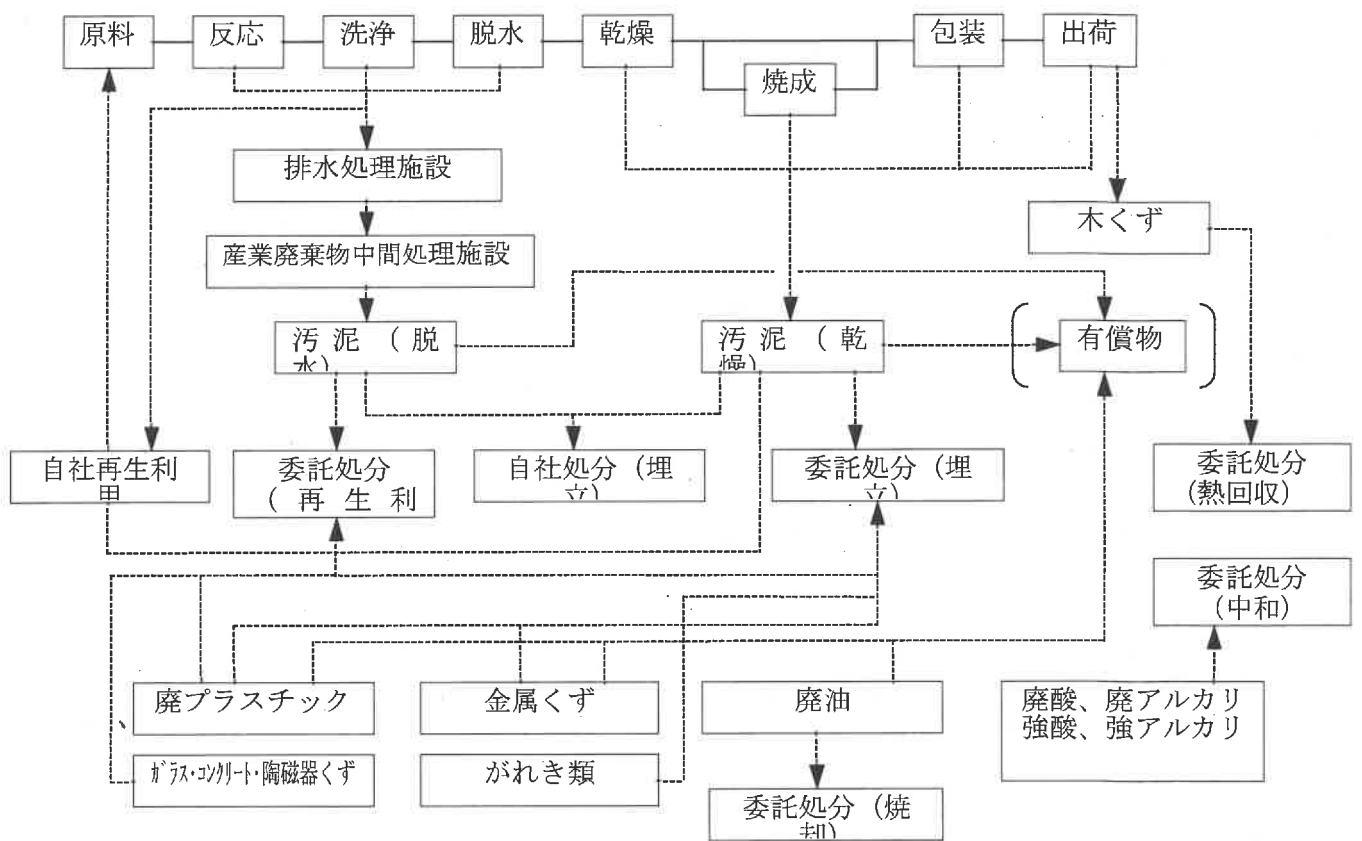 原料
反応
洗浄
脱水
乾燥
包装
出荷
焼成
排水処理施設
木くず
産業廃棄物中間処理施設
汚泥（脱
水）
汚泥（乾
燥）
有償物
自社再生利
用
委託処分
（再生利
自社処分（埋
立）
委託処分（埋
立）
委託処分
（熱回収）
委託処分
（中和）
廃プラスチック
金属くず
廃油
廃酸、廃アルカリ
強酸、強アルカリ
ｶﾞﾗｽ・ｺﾝｸﾘｰﾄ・陶磁器くず
がれき類
委託処分（焼
却）